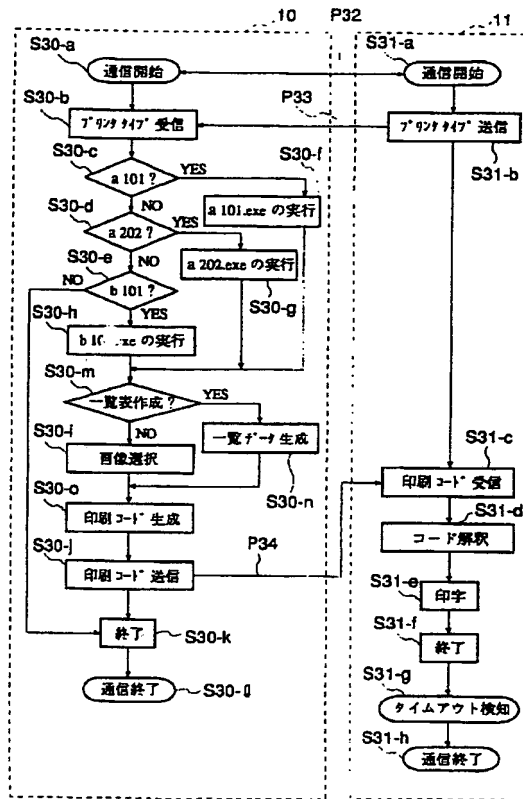 10
P32
11
S30-a
通信開始
S31-a
通信開始
S30-b
プリンタタイプ 受信
P33
プリンタタイプ 送信
S31-b
S30-c
a 101 ?
YES
S30-f
a 101.exe の実行
NO
S30-d
a 202 ?
YES
a 202.exe の実行
S30-g
NO
S30-e
NO
b 101 ?
YES
S30-h
.exe の実行
S30-m
一覧表作成 ?
YES
一覧データ 生成
S30-n
NO
S30-i
画像選択
S31-c
印刷コード 受信
S30-o
印刷コード 生成
S31-d
コード解釈
S30-j
印刷コード 送信
P34
S31-e
印字
S31-f
終了
終了
S30-k
S31-g
タイムアウト検知
通信終了
S30-l
S31-h
通信終了